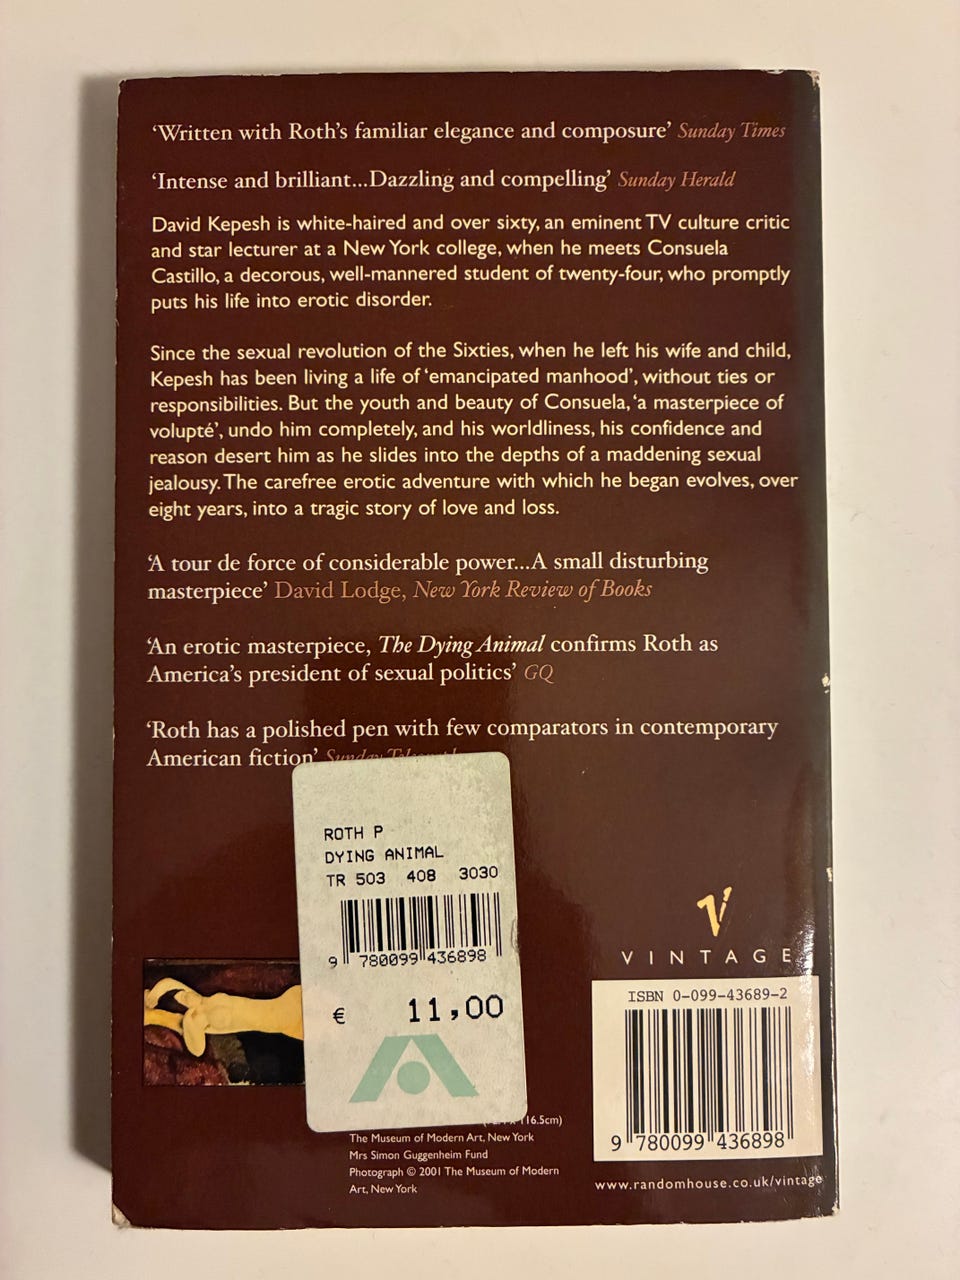 ‘Written with Roth’s familiar elegance and composure’ Sunday Times
‘Intense and brilliant...Dazzling and compelling’ Sunday Herald
David Kepesh is white-haired and over sixty, an eminent TV culture critic
and star lecturer at a New York college, when he meets Consuela
Castillo, a decorous, well-mannered student of twenty-four, who promptly
puts his life into erotic disorder.
Since the sexual revolution of the Sixties, when he left his wife and child,
Kepesh has been living a life of ‘emancipated manhood’, without ties or
responsibilities. But the youth and beauty of Consuela, ‘a masterpiece of
volupté’, undo him completely, and his worldliness, his confidence and
reason desert him as he slides into the depths of a maddening sexual
jealousy. The carefree erotic adventure with which he began evolves, over
eight years, into a tragic story of love and loss.
‘A tour de force of considerable power...A small disturbing
masterpiece’ David Lodge, New York Review of Books
‘An erotic masterpiece, The Dying Animal confirms Roth as
America’s president of sexual politics’ GQ
‘Roth has a polished pen with few comparators in contemporary
American fiction’ Sunday
ROTH P
DYING ANIMAL
TR 503 408 3030
9 780099 436898
€ 11,00
VINTAGE
ISBN 0-099-43689-2
9 780099 436898
www.randomhouse.co.uk/vintage
116.5cm)
The Museum of Modern Art, New York
Mrs Simon Guggenheim Fund
Photograph © 2001 The Museum of Modern
Art, New York